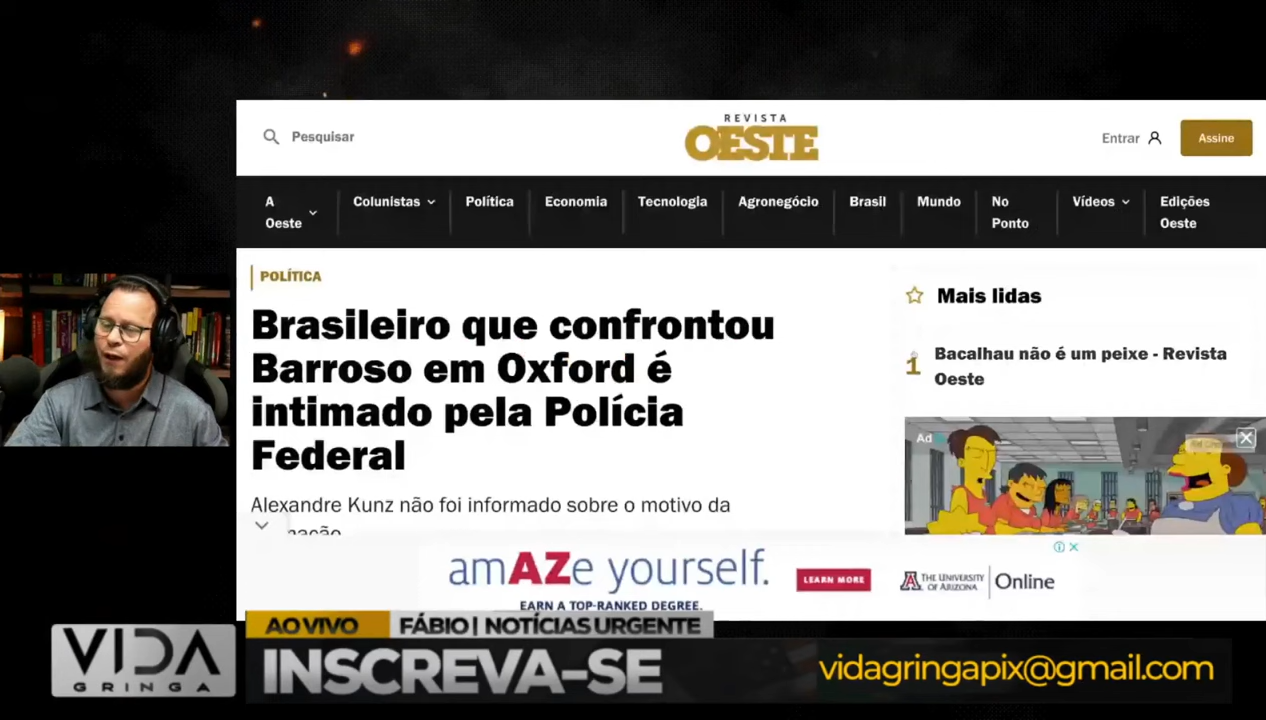 Pesquisar
REVISTA
OESTE
Entrar
Assine
A
Oeste
Colunistas
Política
Economia
Tecnologia
Agronegócio
Brasil
Mundo
No
Ponto
Vídeos
Edições
Oeste
POLÍTICA
Brasileiro que confrontou
Barroso em Oxford é
intimado pela Polícia
Federal
Alexandre Kunz não foi informado sobre o motivo da
Mais lidas
1
Bacalhau não é um peixe - Revista
Oeste
Ad
amAZe yourself.
EARN A TOP-RANKED DEGREE.
LEARN MORE
A THE UNIVERSITY
OF ARIZONA
Online
AO VIVO
FÁBIO | NOTÍCIAS URGENTE
VIDA
GRINGA
INSCREVA-SE
vidagringapix@gmail.com